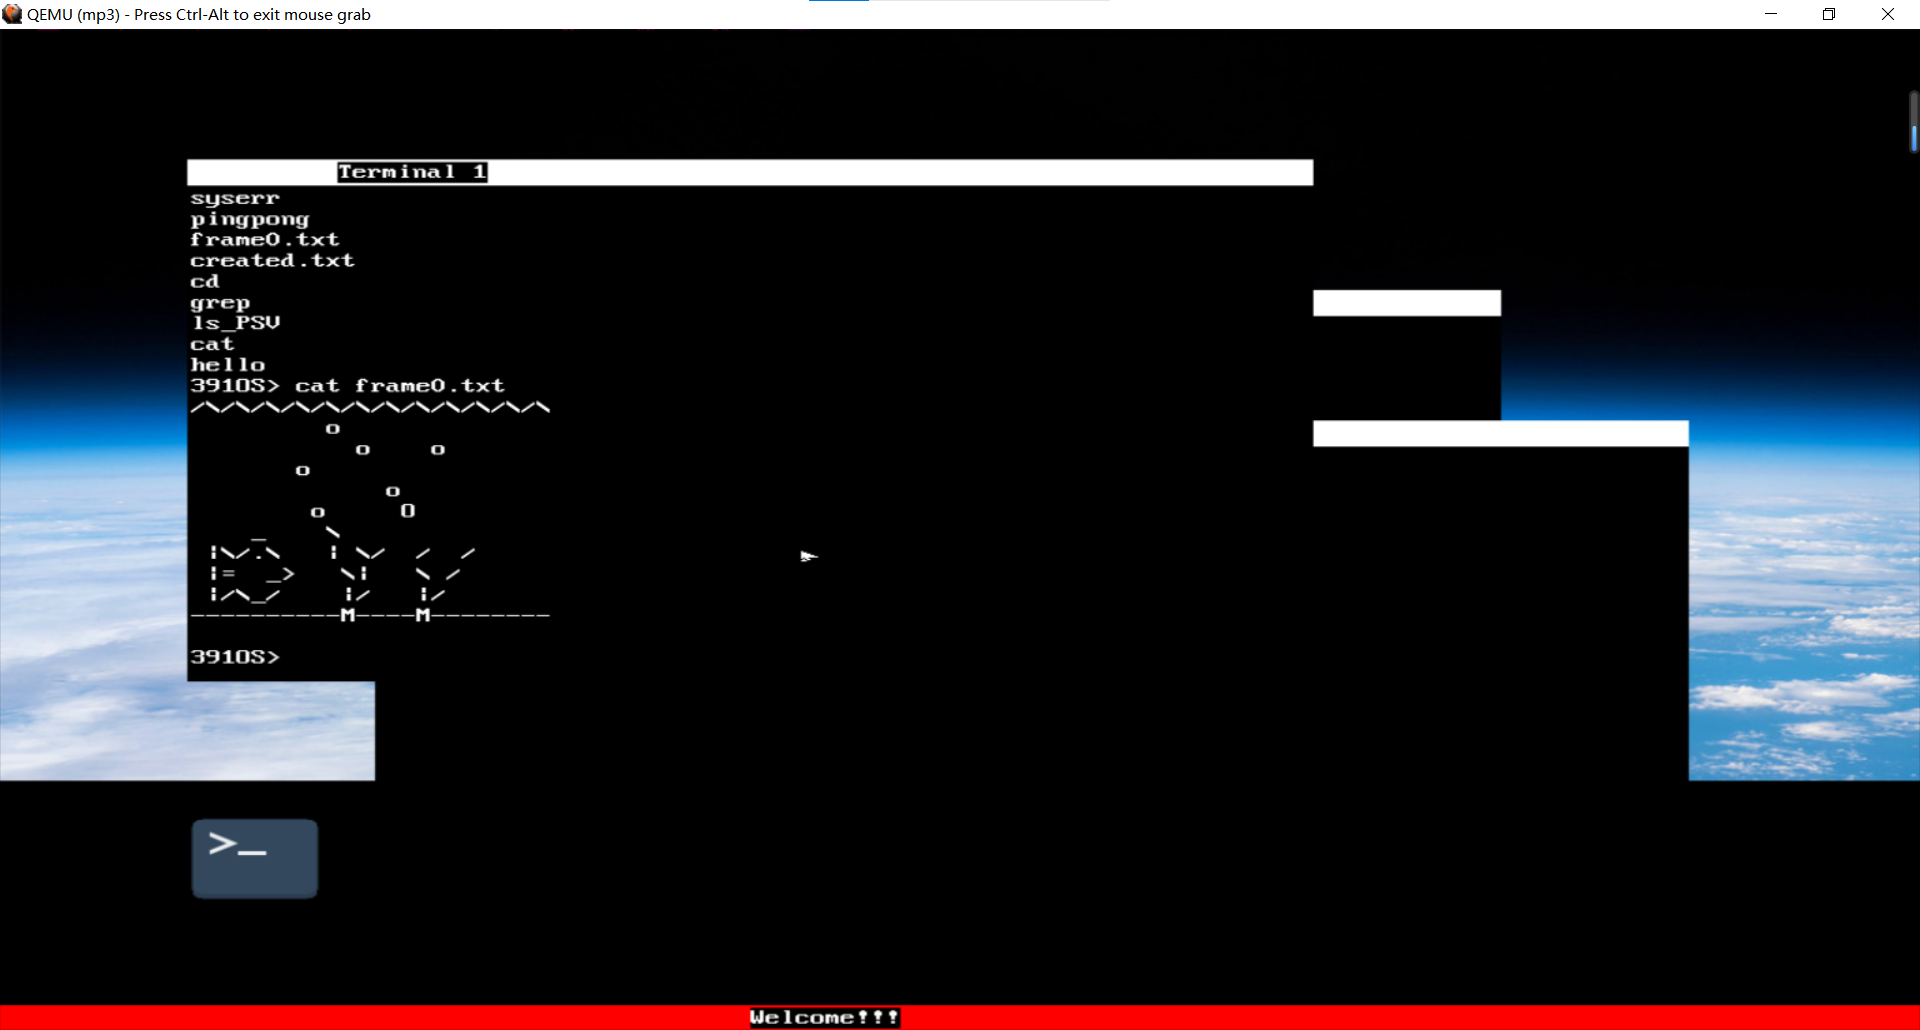 QEMU (mp3) - Press Ctrl-Alt to exit mouse grab
Terminal 1
syserr
pingpong
frame0.txt
created.txt
cd
grep
ls_PSV
cat
hello
391OS> cat frame0.txt
/\/\/\/\/\/\/\/\/\/\/\/\
         o
           o    o
       o
             o
        o     O
    _    \
 |\/.\   | \/  /  /
 |=  _>   \|   \ /
 |/\_/    |/   |/
----------M----M--------
391OS>
>_
Welcome!!!